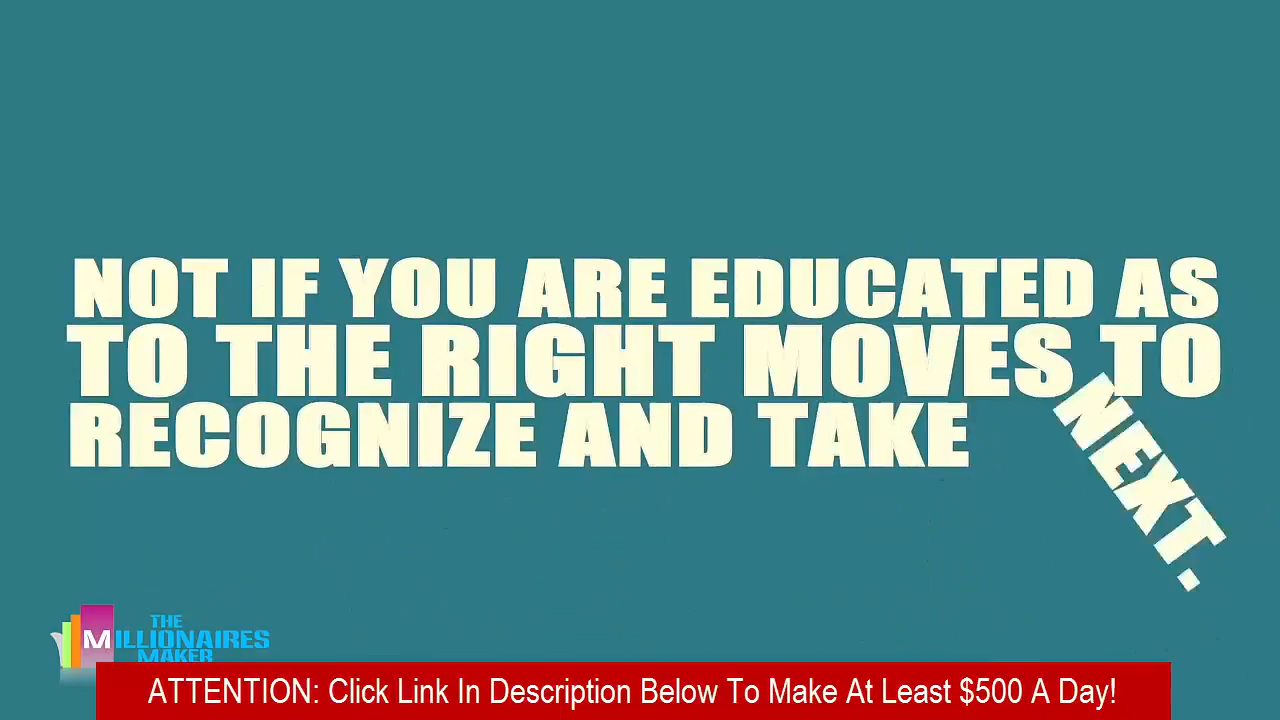 NOT IF YOU ARE EDUCATED AS
TO THE RIGHT MOVES TO
RECOGNIZE AND TAKE NEXT.
THE
MILLIONAIRES
MAKER
ATTENTION: Click Link In Description Below To Make At Least $500 A Day!